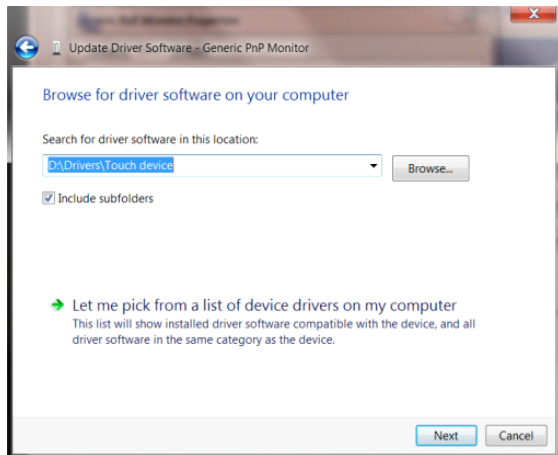 Update Driver Software - Generic PnP Monitor
Browse for driver software on your computer
Search for driver software in this location:
D:\Drivers\Touch device
Browse...
Include subfolders
Let me pick from a list of device drivers on my computer
This list will show installed driver software compatible with the device, and all
driver software in the same category as the device.
Next
Cancel